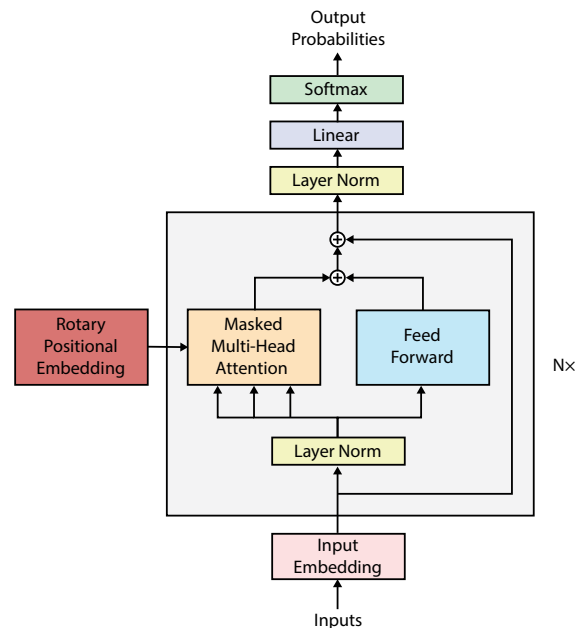 Output
Probabilities
Softmax
Linear
Layer Norm
Rotary
Positional
Embedding
Masked
Multi-Head
Attention
Feed
Forward
N×
Layer Norm
Input
Embedding
Inputs